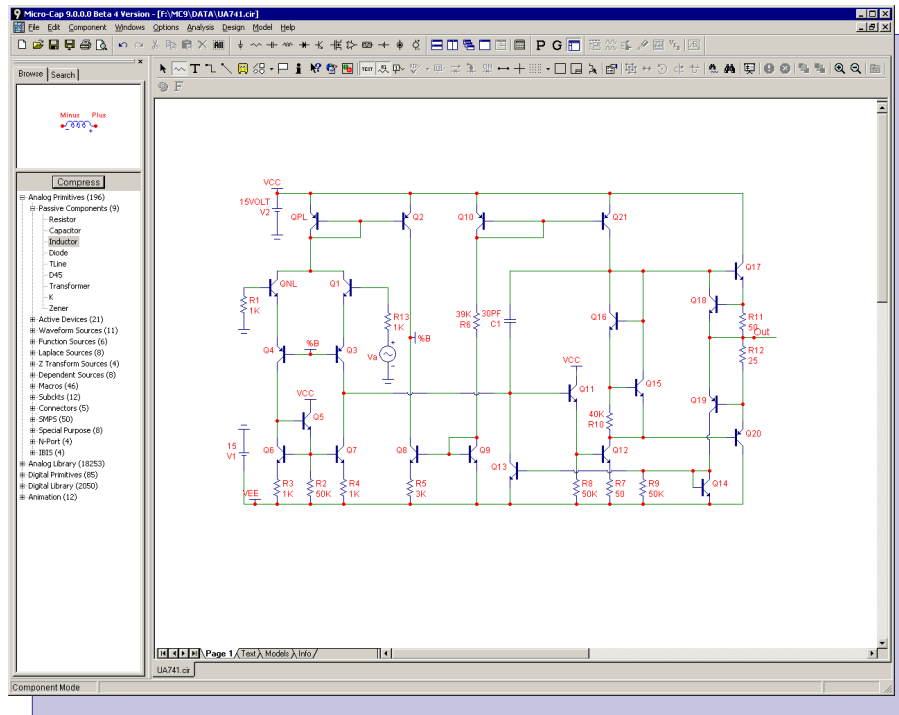 9 Micro-Cap 9.0.0.0 Beta 4 Version - [F:\MC9\DATA\UA741.cir]
File Edit Component Windows Options Analysis Design Model Help
P G
T
TEXT
F
Browse Search
Minus Plus
- +
Compress
Analog Primitives (196)
Passive Components (9)
Resistor
Capacitor
Inductor
Diode
TLine
D45
Transformer
K
Zener
Active Devices (21)
Waveform Sources (11)
Function Sources (6)
Laplace Sources (8)
Z Transform Sources (4)
Dependent Sources (8)
Macros (46)
Subckts (12)
Connectors (5)
SMPS (50)
Special Purpose (8)
N-Port (4)
IBIS (4)
Analog Library (18253)
Digital Primitives (85)
Digital Library (2050)
Animation (12)
VCC
15VOLT
V2
QPL
Q2
Q10
Q21
QNL
Q1
Q17
Q18
R1
1K
R13
1K
39K
R6
30PF
C1
Q16
R11
50
Out
Q4
%B
Q3
Va
+
%B
R12
25
VCC
Q11
Q15
VCC
Q5
40K
R10
Q19
15
V1
Q6
Q7
Q8
Q9
Q13
Q12
Q20
Q14
VEE
R3
1K
R2
50K
R4
1K
R5
3K
R8
50K
R7
50
R9
50K
Page 1 Text Models Info
UA741.cir
Component Mode